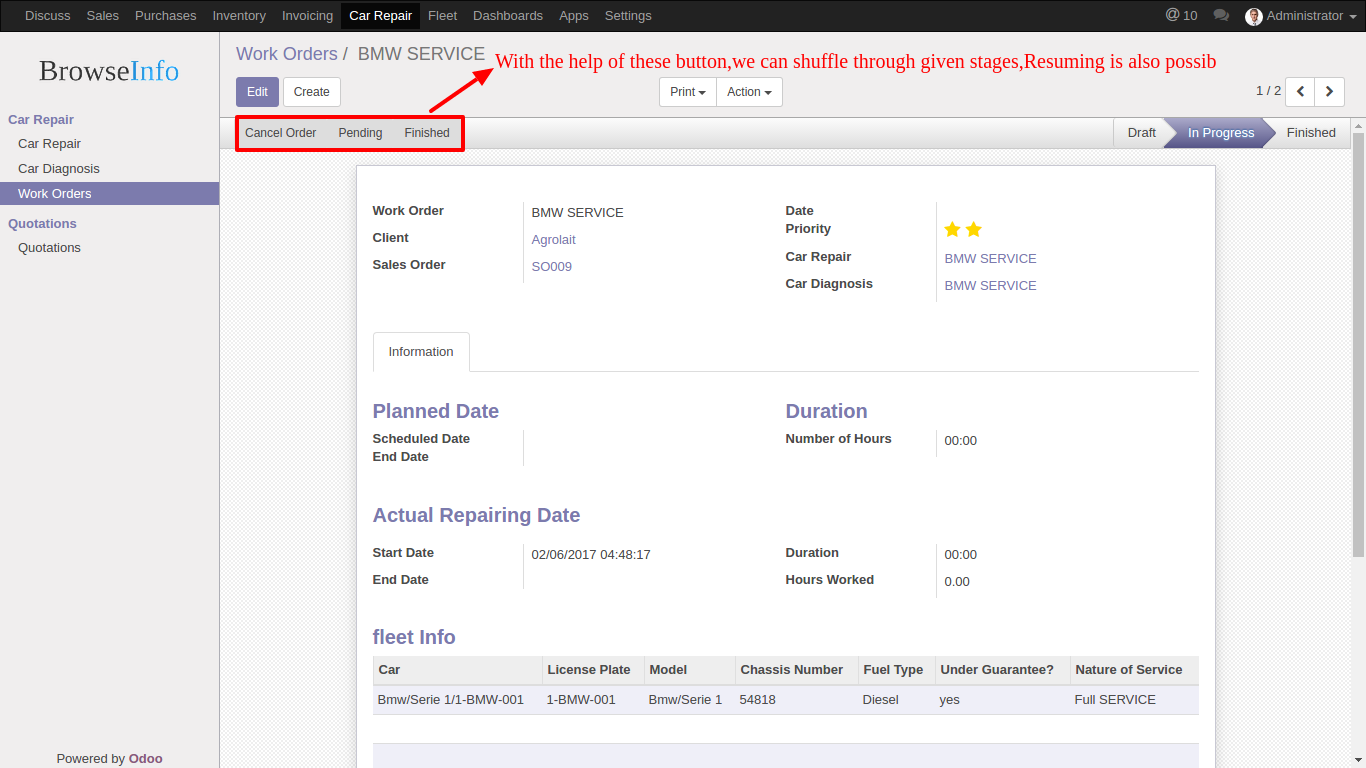 Discuss Sales Purchases Inventory Invoicing Car Repair Fleet Dashboards Apps Settings @ 10 Administrator
BrowseInfo
Car Repair
Car Repair
Car Diagnosis
Work Orders
Quotations
Quotations
Powered by Odoo
Work Orders / BMW SERVICE
With the help of these button,we can shuffle through given stages,Resuming is also possib
Edit Create Print Action 1 / 2
Cancel Order Pending Finished Draft In Progress Finished
Work Order BMW SERVICE
Client Agrolait
Sales Order SO009
Date
Priority
Car Repair BMW SERVICE
Car Diagnosis BMW SERVICE
Information
Planned Date
Scheduled Date
End Date
Duration
Number of Hours 00:00
Actual Repairing Date
Start Date 02/06/2017 04:48:17
End Date
Duration 00:00
Hours Worked 0.00
fleet Info
Car License Plate Model Chassis Number Fuel Type Under Guarantee? Nature of Service
Bmw/Serie 1/1-BMW-001 1-BMW-001 Bmw/Serie 1 54818 Diesel yes Full SERVICE